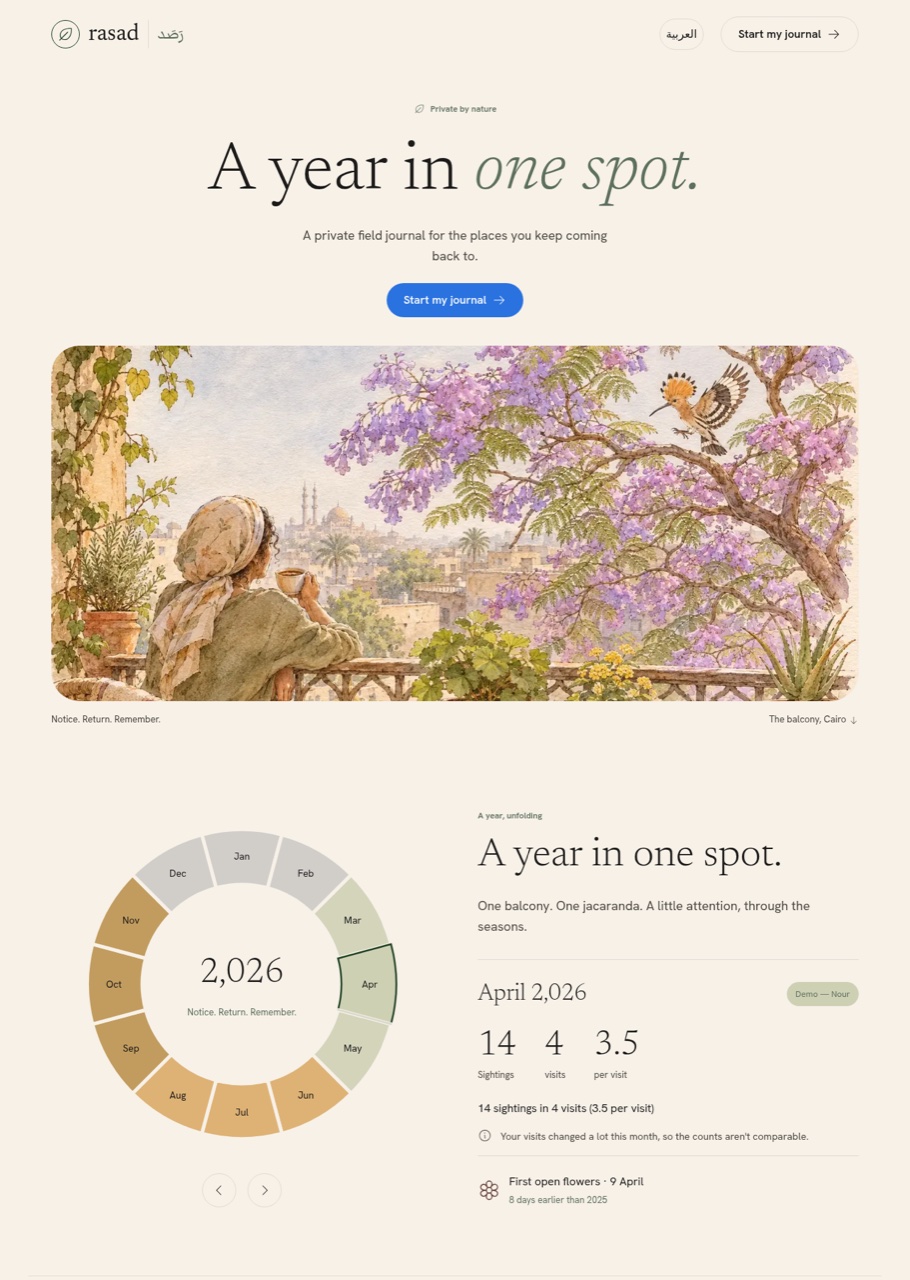 rasad
رَصَد
العربية
Start my journal
Private by nature
A year in one spot.
A private field journal for the places you keep coming
back to.
Start my journal
Notice. Return. Remember.
The balcony, Cairo
Jan
Feb
Mar
Apr
May
Jun
Jul
Aug
Sep
Oct
Nov
Dec
2,026
Notice. Return. Remember.
A year, unfolding
A year in one spot.
One balcony. One jacaranda. A little attention, through the
seasons.
April 2,026
Demo — Nour
14
Sightings
4
visits
3.5
per visit
14 sightings in 4 visits (3.5 per visit)
Your visits changed a lot this month, so the counts aren't comparable.
First open flowers · 9 April
8 days earlier than 2025